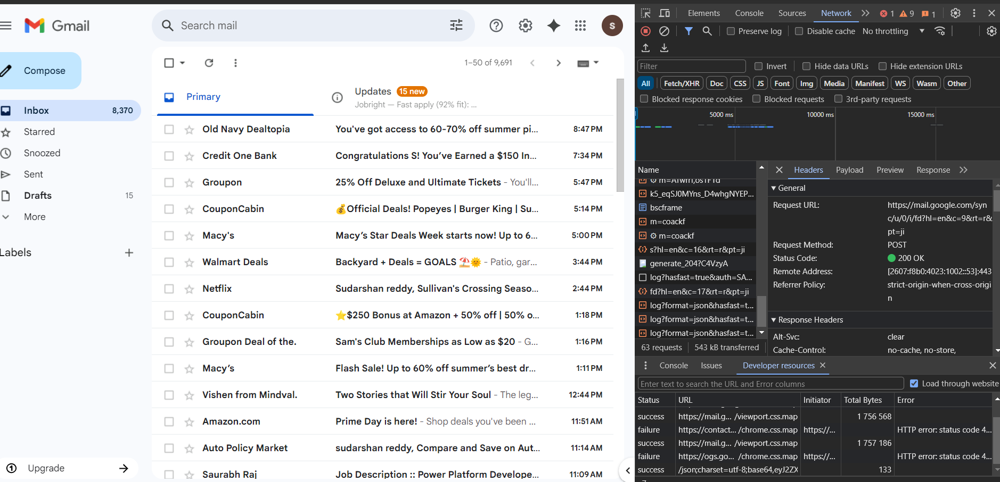 Gmail
Search mail
S
Compose
Inbox 8,370
Starred
Snoozed
Sent
Drafts 15
More
Labels
Upgrade
1–50 of 9,691
Primary
Updates 15 new
Jobright — Fast apply (92% fit): ...
Old Navy Dealtopia You've got access to 60-70% off summer pi... 8:47 PM
Credit One Bank Congratulations S! You’ve Earned a $150 In... 7:34 PM
Groupon 25% Off Deluxe and Ultimate Tickets - You'll... 5:47 PM
CouponCabin 💰Official Deals! Popeyes | Burger King | Su... 5:14 PM
Macy's Macy’s Star Deals Week starts now! Up to 6... 5:00 PM
Walmart Deals Backyard + Deals = GOALS ⛱️🌞 - Patio, gar... 3:44 PM
Netflix Sudarshan reddy, Sullivan's Crossing Seaso... 2:44 PM
CouponCabin ⭐$250 Bonus at Amazon + 50% off | 50% o... 1:18 PM
Groupon Deal of the. Sam's Club Memberships as Low as $20 - G... 1:16 PM
Macy’s Flash Sale! Up to 60% off summer’s best dr... 1:11 PM
Vishen from Mindval. Two Stories that Will Stir Your Soul - The leg... 12:44 PM
Amazon.com Prime Day is here! - Shop deals you've been ... 11:51 AM
Auto Policy Market sudarshan reddy, Compare and Save on Aut... 11:14 AM
Saurabh Raj Job Description :: Power Platform Develope... 11:09 AM
Elements Console Sources Network 1 9 1
Preserve log Disable cache No throttling
Filter Invert Hide data URLs Hide extension URLs
All Fetch/XHR Doc CSS JS Font Img Media Manifest WS Wasm Other
Blocked response cookies Blocked requests 3rd-party requests
5000 ms 10000 ms 15000 ms
Name
k5_eqSJ0MYns_D4whgNYEP...
bscframe
m=coackf
m=coackf
s?hl=en&c=16&rt=r&pt=ji
generate_204?C4VzyA
log?hasfast=true&auth=SA...
fd?hl=en&c=17&rt=r&pt=ji
log?format=json&hasfast=t...
log?format=json&hasfast=t...
log?format=json&hasfast=t...
63 requests 543 kB transferred
Headers Payload Preview Response
General
Request URL: https://mail.google.com/syn
c/u/0/i/fd?hl=en&c=9&rt=r&
pt=ji
Request Method: POST
Status Code: 200 OK
Remote Address: [2607:f8b0:4023:1002::53]:443
Referrer Policy: strict-origin-when-cross-origi
n
Response Headers
Alt-Svc: clear
Cache-Control: no-cache, no-store,
Console Issues Developer resources
Enter text to search the URL and Error columns Load through website
Status URL Initiator Total Bytes Error
success https://mail.g... /viewport.css.map 1 756 568
failure https://contact... /chrome.css.map https://... HTTP error: status code 4...
success https://mail.g... /viewport.css.map 1 757 186
failure https://ogs.go... /chrome.css.map https://... HTTP error: status code 4...
success /json;charset=utf-8;base64,eyJ2ZX 133